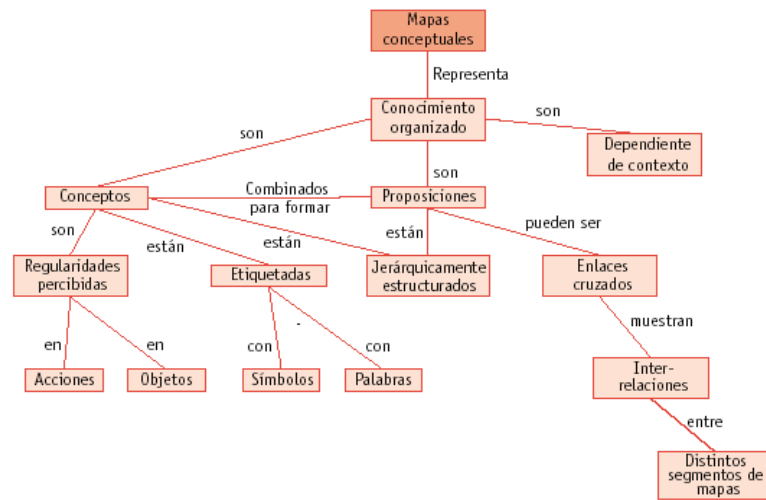 Mapas
conceptuales
Representa
Conocimiento
organizado
son
son
Dependiente
de contexto
son
Conceptos
Combinados
para formar
Proposiciones
son
están
están
están
pueden ser
Regularidades
percibidas
Etiquetadas
Jerárquicamente
estructurados
Enlaces
cruzados
en
en
con
con
muestran
Acciones
Objetos
Símbolos
Palabras
Inter-
relaciones
entre
Distintos
segmentos de
mapas